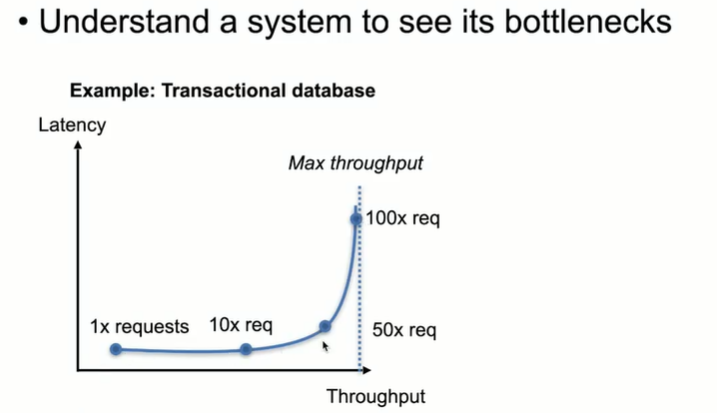 • Understand a system to see its bottlenecks
Example: Transactional database
Latency
Max throughput
100x req
1x requests 10x req
50x req
Throughput